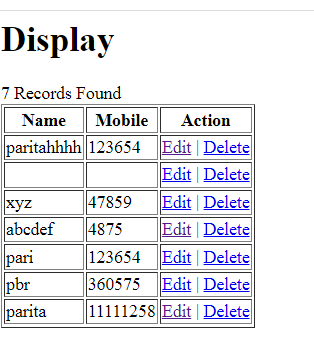 Display
7 Records Found
Name Mobile Action
paritahhhh 123654 Edit | Delete
Edit | Delete
xyz 47859 Edit | Delete
abcdef 4875 Edit | Delete
pari 123654 Edit | Delete
pbr 360575 Edit | Delete
parita 11111258 Edit | Delete